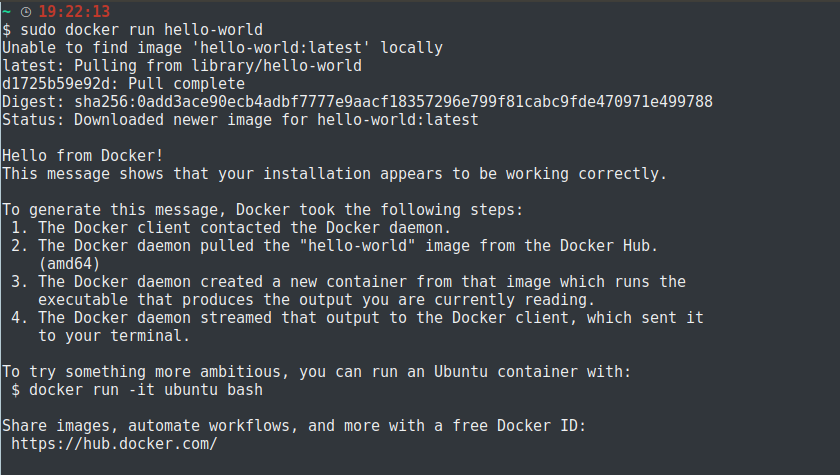 ~ 19:22:13
$ sudo docker run hello-world
Unable to find image 'hello-world:latest' locally
latest: Pulling from library/hello-world
d1725b59e92d: Pull complete
Digest: sha256:0add3ace90ecb4adbf7777e9aacf18357296e799f81cabc9fde470971e499788
Status: Downloaded newer image for hello-world:latest

Hello from Docker!
This message shows that your installation appears to be working correctly.

To generate this message, Docker took the following steps:
 1. The Docker client contacted the Docker daemon.
 2. The Docker daemon pulled the "hello-world" image from the Docker Hub.
    (amd64)
 3. The Docker daemon created a new container from that image which runs the
    executable that produces the output you are currently reading.
 4. The Docker daemon streamed that output to the Docker client, which sent it
    to your terminal.

To try something more ambitious, you can run an Ubuntu container with:
 $ docker run -it ubuntu bash

Share images, automate workflows, and more with a free Docker ID:
 https://hub.docker.com/